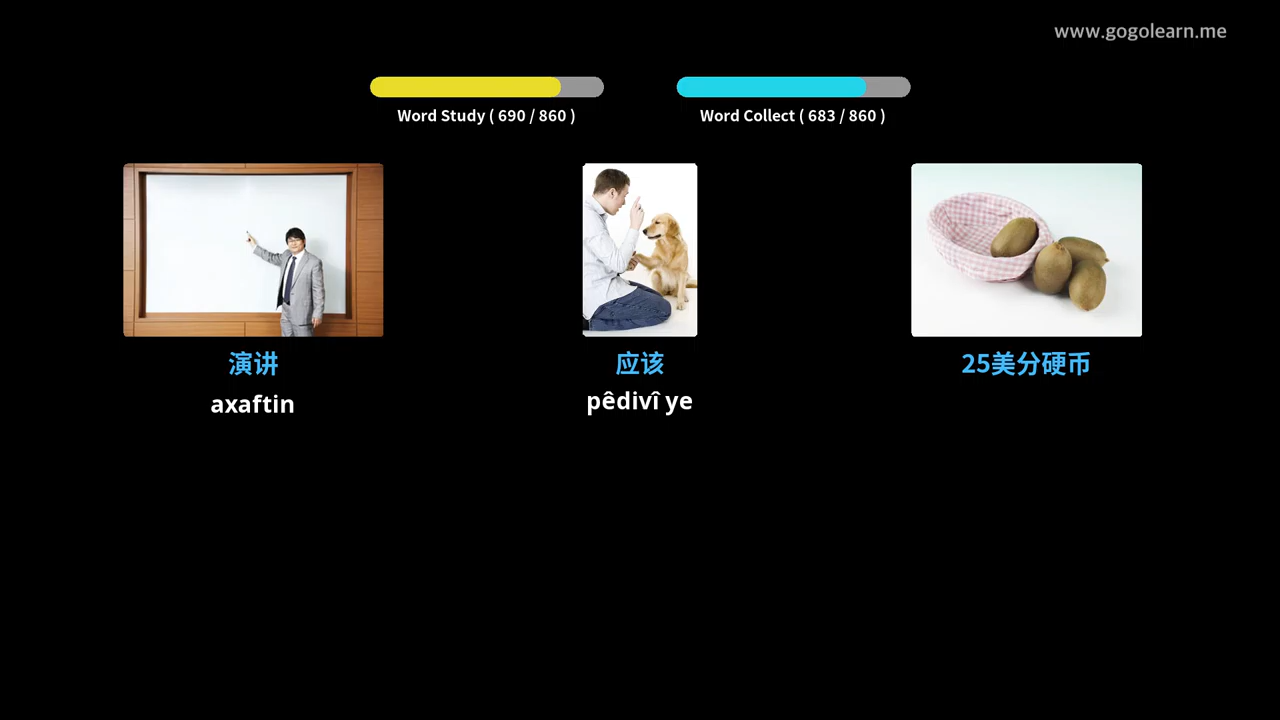 www.gogolearn.me
Word Study ( 690 / 860 )
Word Collect ( 683 / 860 )
演讲
axaftin
应该
pêdivî ye
25美分硬币